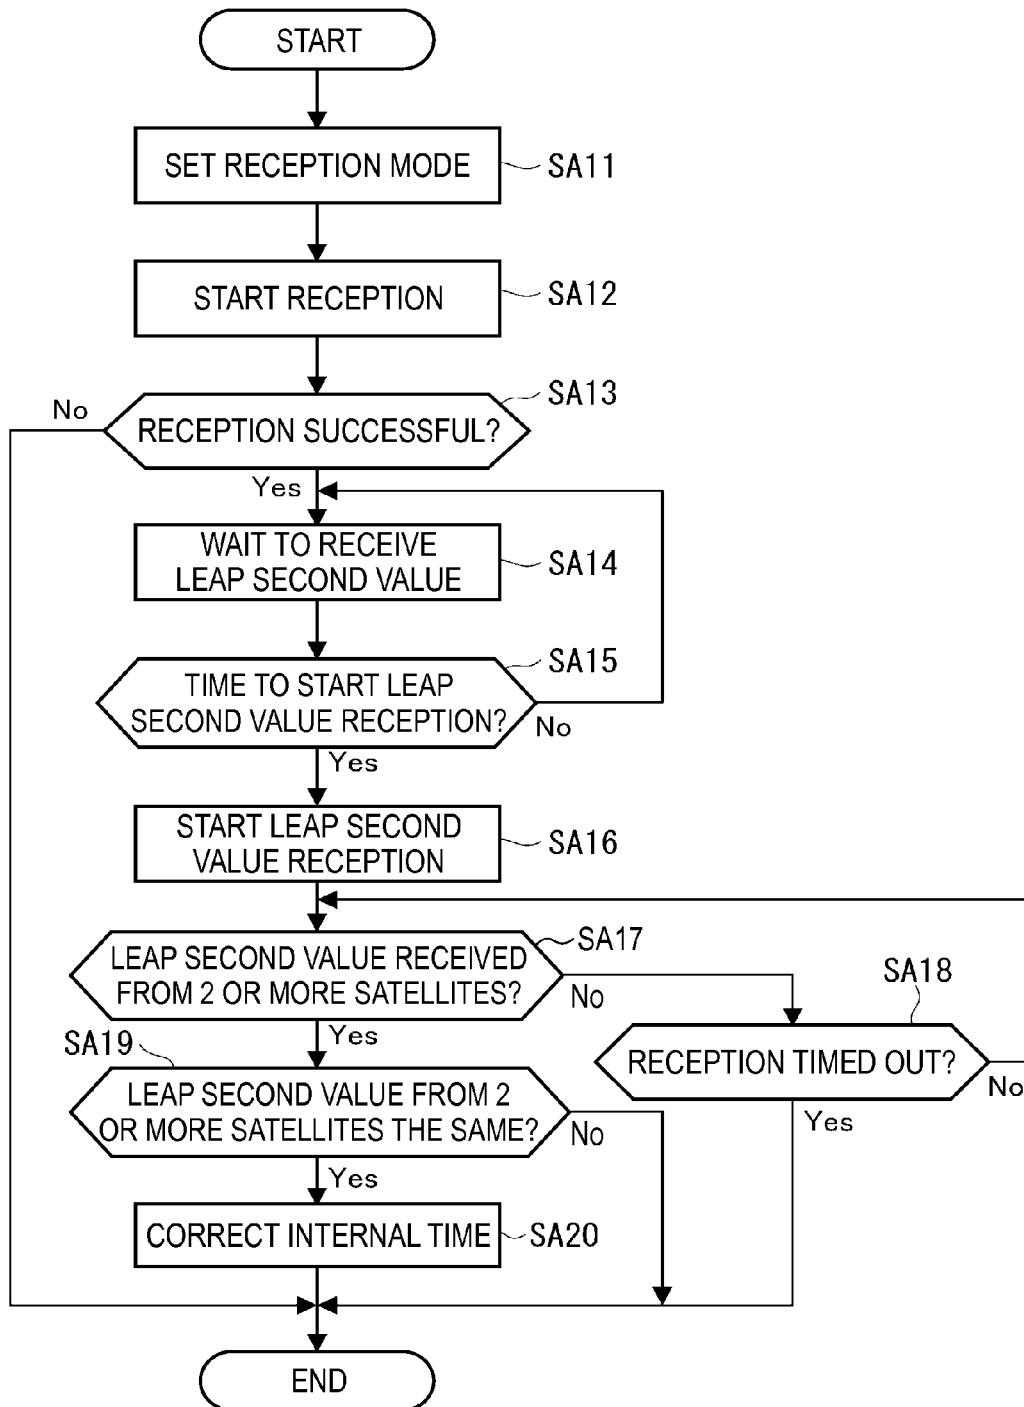 START
SET RECEPTION MODE
SA11
START RECEPTION
SA12
SA13
No
RECEPTION SUCCESSFUL?
Yes
WAIT TO RECEIVE
LEAP SECOND VALUE
SA14
SA15
TIME TO START LEAP
SECOND VALUE RECEPTION?
No
Yes
START LEAP SECOND
VALUE RECEPTION
SA16
SA17
LEAP SECOND VALUE RECEIVED
FROM 2 OR MORE SATELLITES?
No
Yes
SA18
RECEPTION TIMED OUT?
No
Yes
SA19
LEAP SECOND VALUE FROM 2
OR MORE SATELLITES THE SAME?
No
Yes
CORRECT INTERNAL TIME
SA20
END